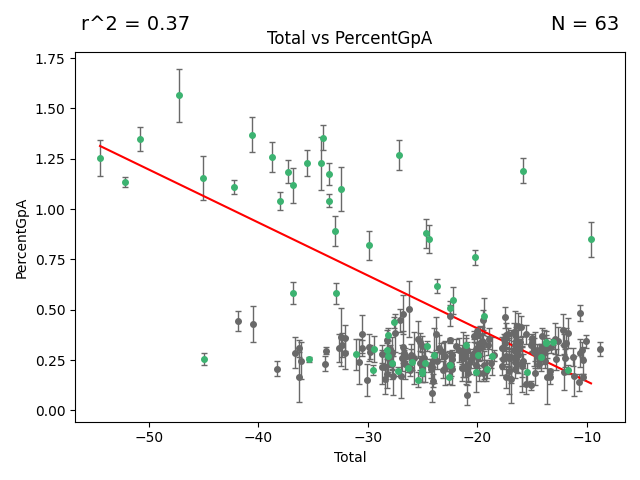 r^2 = 0.37
N = 63
Total vs PercentGpA
1.75
1.50
1.25
1.00
0.75
0.50
0.25
0.00
PercentGpA
−50
−40
−30
−20
−10
Total